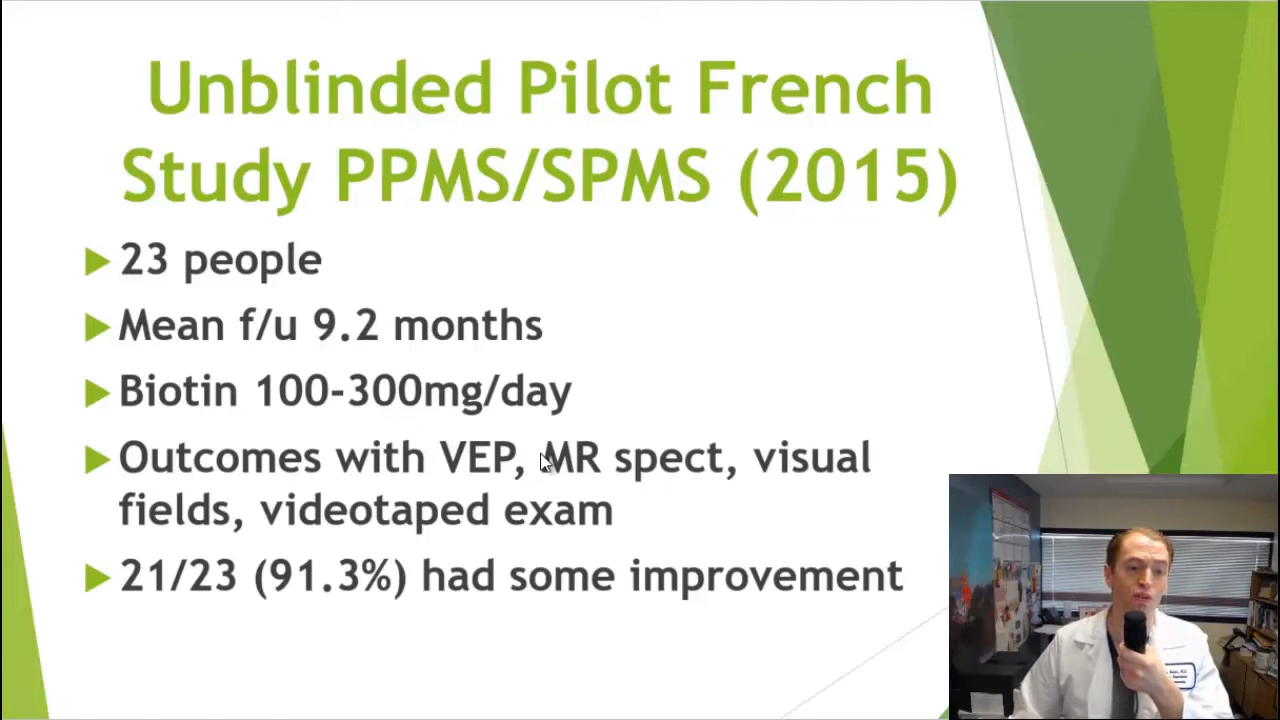 Unblinded Pilot French
Study PPMS/SPMS (2015)
23 people
Mean f/u 9.2 months
Biotin 100-300mg/day
Outcomes with VEP, MR spect, visual
fields, videotaped exam
21/23 (91.3%) had some improvement